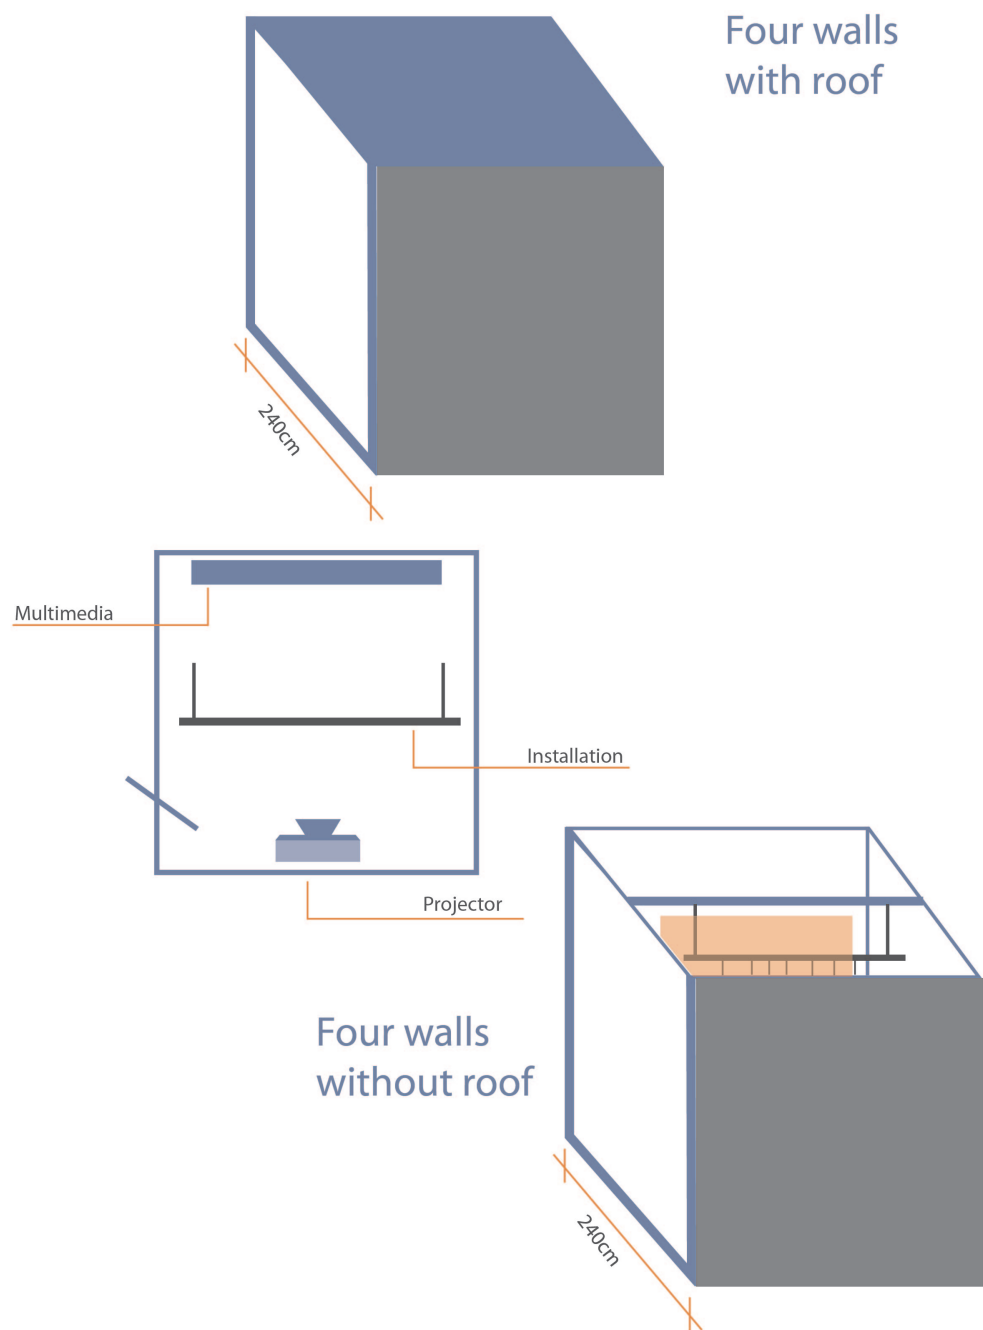 Four walls
with roof
240cm
Multimedia
Installation
Projector
Four walls
without roof
240cm